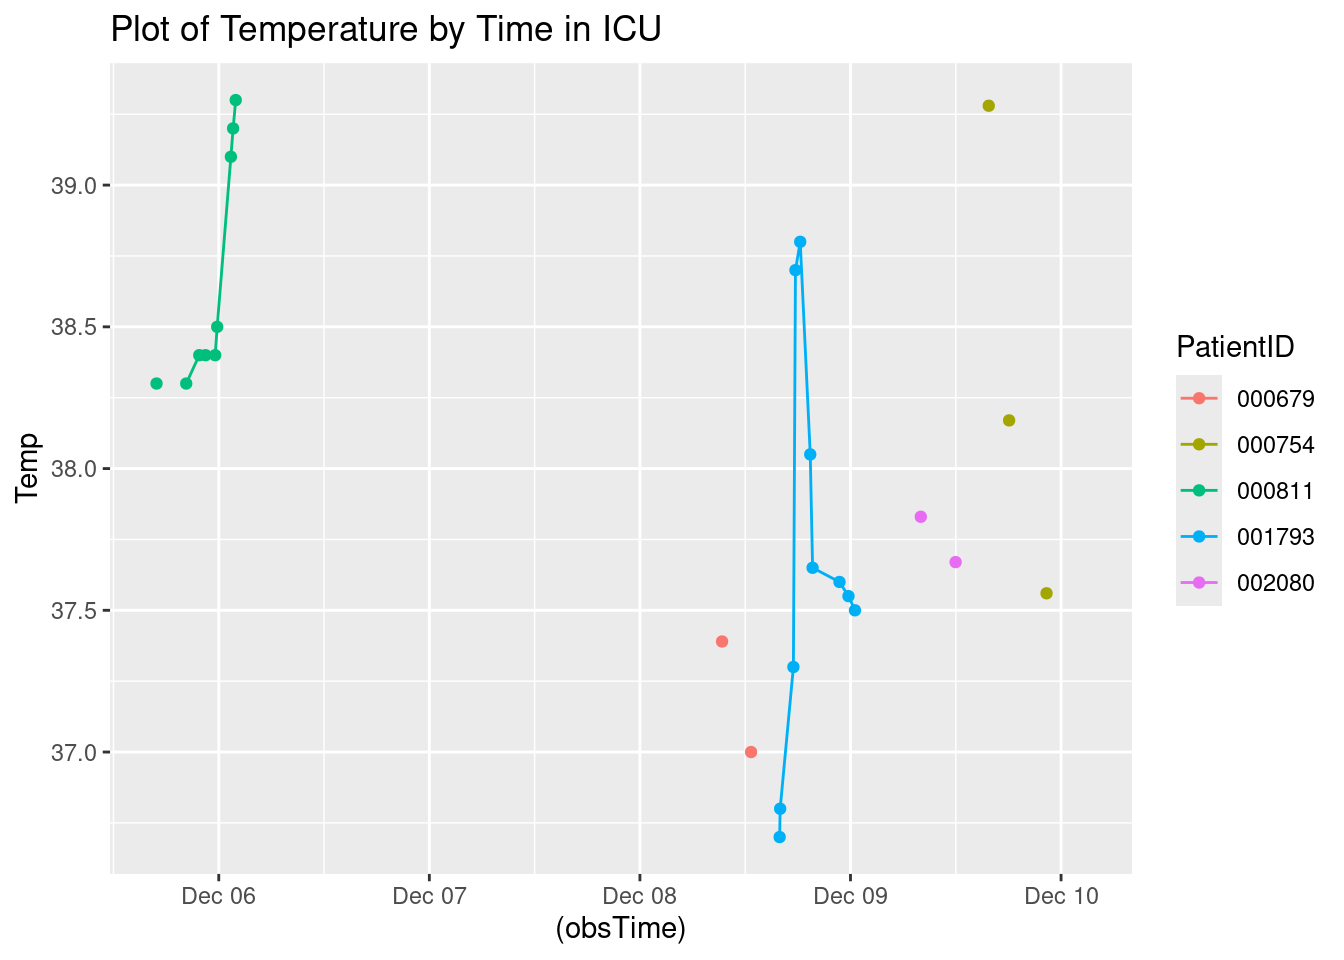 Plot of Temperature by Time in ICU
Temp
39.0
38.5
38.0
37.5
37.0
Dec 06
Dec 07
Dec 08
Dec 09
Dec 10
(obsTime)
PatientID
000679
000754
000811
001793
002080